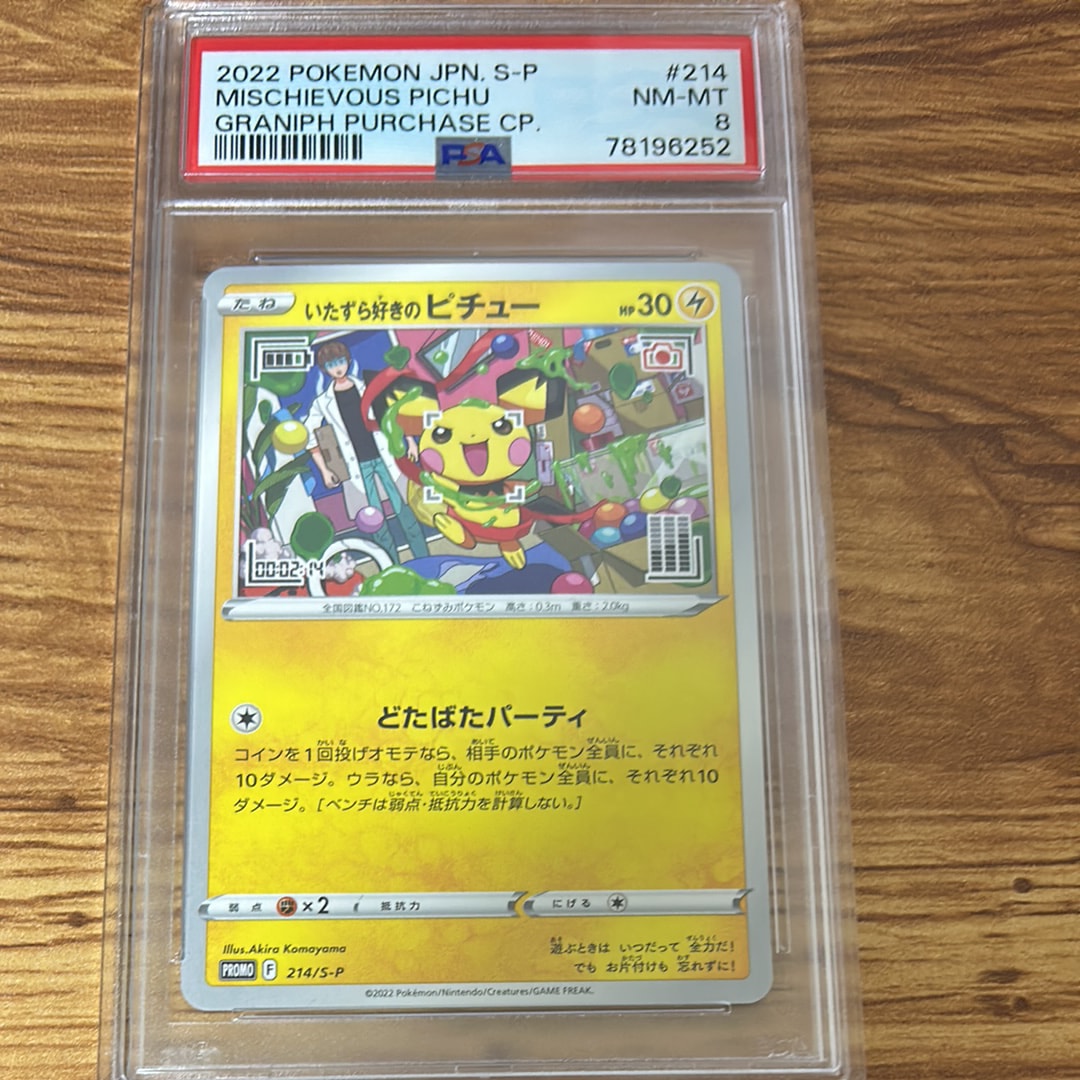 2022 POKEMON JPN. S-P #214
MISCHIEVOUS PICHU NM-MT
GRANIPH PURCHASE CP. 8
PSA 78196252
たね いたずら好きのピチュー HP30
00:02:14
全国図鑑NO.172 こねずみポケモン 高さ:0.3m 重さ:2.0kg
どたばたパーティ
コインを1回投げオモテなら、相手のポケモン全員に、それぞれ
10ダメージ。ウラなら、自分のポケモン全員に、それぞれ10
ダメージ。[ベンチは弱点・抵抗力を計算しない。]
弱点 ×2 抵抗力 にげる
Illus.Akira Komayama
遊ぶときは いつだって 全力だ!
でも お片付けも 忘れずに!
PROMO F 214/S-P
©2022 Pokémon/Nintendo/Creatures/GAME FREAK.